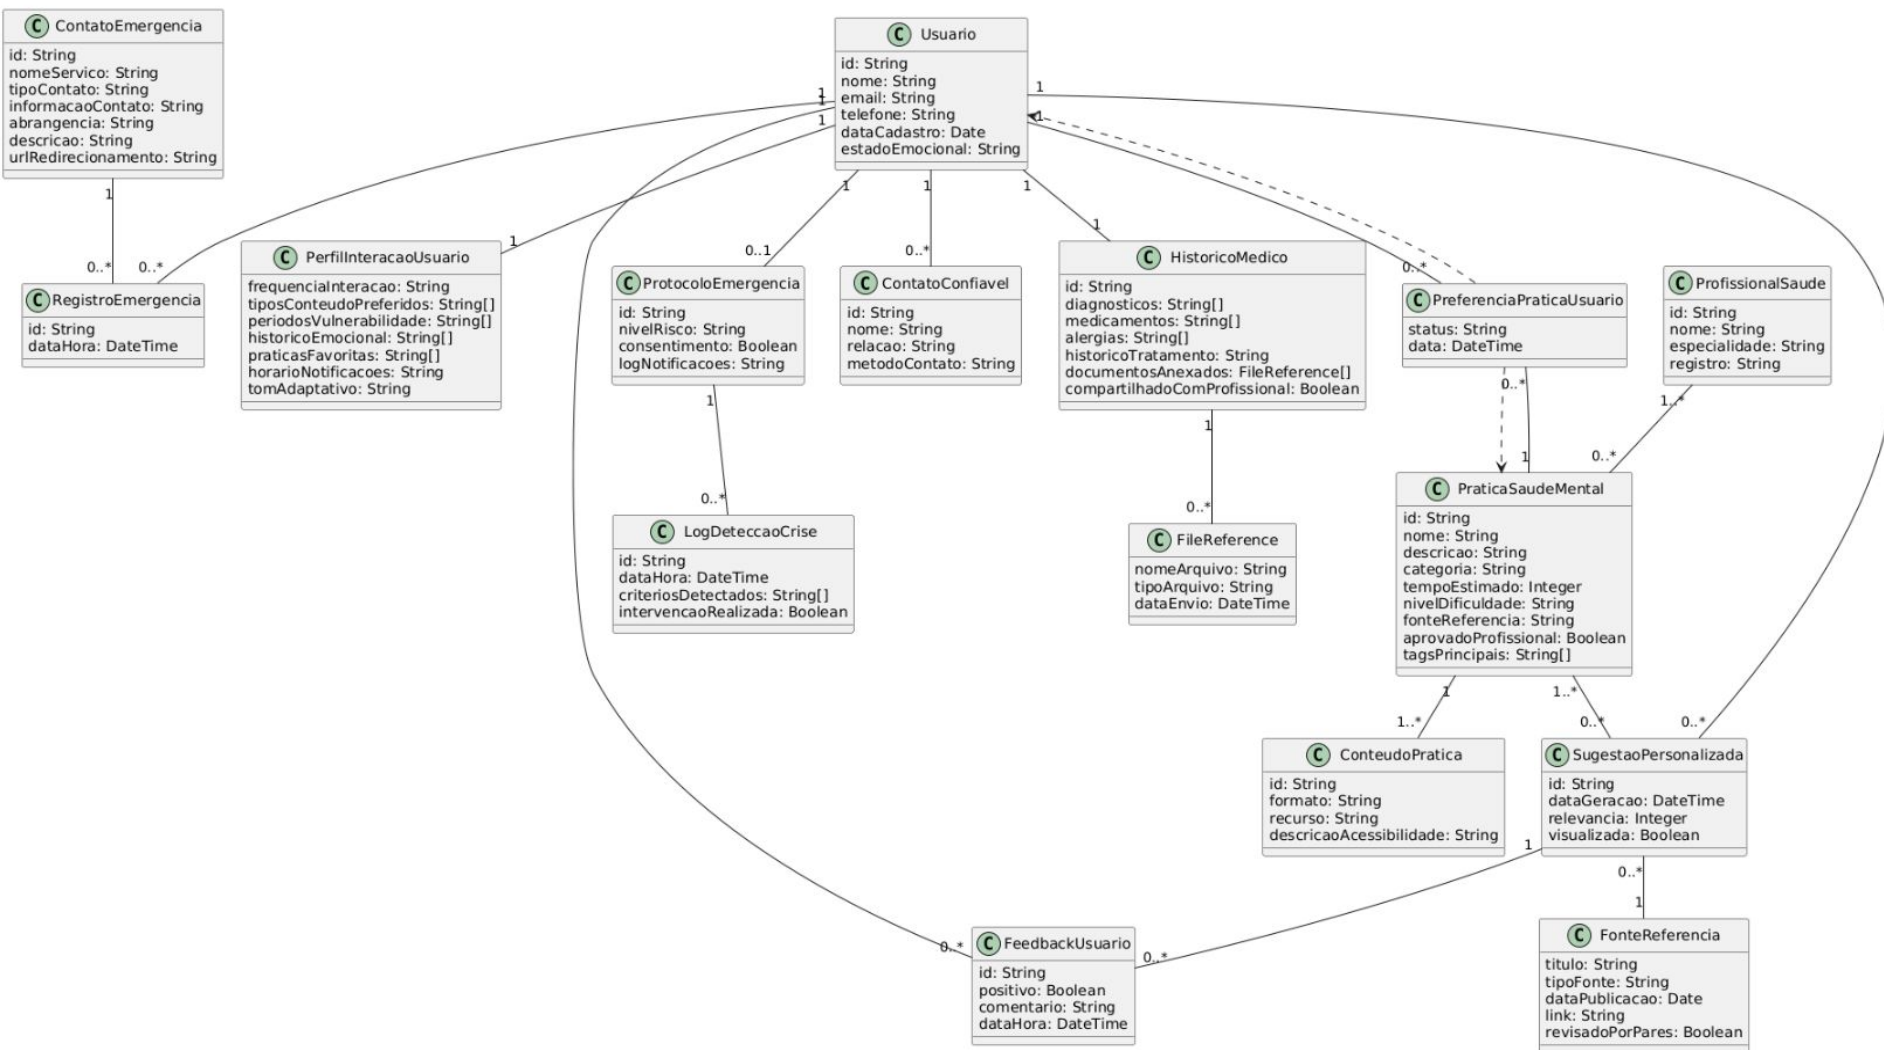 C ContatoEmergencia
id: String
nomeServico: String
tipoContato: String
informacaoContato: String
abrangencia: String
descricao: String
urlRedirecionamento: String
C Usuario
id: String
nome: String
email: String
telefone: String
dataCadastro: Date
estadoEmocional: String
1
1
1
1
1
1
1
1
1
0..*
0..*
1
0..1
0..*
1
0..*
C RegistroEmergencia
id: String
dataHora: DateTime
C PerfilInteracaoUsuario
frequenciaInteracao: String
tiposConteudoPreferidos: String[]
periodosVulnerabilidade: String[]
historicoEmocional: String[]
praticasFavoritas: String[]
horarioNotificacoes: String
tomAdaptativo: String
C ProtocoloEmergencia
id: String
nivelRisco: String
consentimento: Boolean
logNotificacoes: String
C ContatoConfiavel
id: String
nome: String
relacao: String
metodoContato: String
C HistoricoMedico
id: String
diagnosticos: String[]
medicamentos: String[]
alergias: String[]
historicoTratamento: String
documentosAnexados: FileReference[]
compartilhadoComProfissional: Boolean
C PreferenciaPraticaUsuario
status: String
data: DateTime
C ProfissionalSaude
id: String
nome: String
especialidade: String
registro: String
1
0..*
1
0..*
0..*
1
1..*
0..*
C LogDeteccaoCrise
id: String
dataHora: DateTime
criteriosDetectados: String[]
intervencaoRealizada: Boolean
C FileReference
nomeArquivo: String
tipoArquivo: String
dataEnvio: DateTime
C PraticaSaudeMental
id: String
nome: String
descricao: String
categoria: String
tempoEstimado: Integer
nivelDificuldade: String
fonteReferencia: String
aprovadoProfissional: Boolean
tagsPrincipais: String[]
1
1..*
1..*
0..*
0..*
C ConteudoPratica
id: String
formato: String
recurso: String
descricaoAcessibilidade: String
C SugestaoPersonalizada
id: String
dataGeracao: DateTime
relevancia: Integer
visualizada: Boolean
1
0..*
0..*
0..*
1
C FeedbackUsuario
id: String
positivo: Boolean
comentario: String
dataHora: DateTime
C FonteReferencia
titulo: String
tipoFonte: String
dataPublicacao: Date
link: String
revisadoPorPares: Boolean